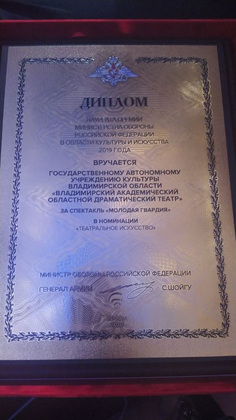 ДИПЛОМ
ЛАУРЕАТ ПРЕМИИ
МИНИСТЕРСТВА ОБОРОНЫ
РОССИЙСКОЙ ФЕДЕРАЦИИ
В ОБЛАСТИ КУЛЬТУРЫ И ИСКУССТВА
2019 ГОДА
ВРУЧАЕТСЯ
ГОСУДАРСТВЕННОМУ АВТОНОМНОМУ
УЧРЕЖДЕНИЮ КУЛЬТУРЫ
ВЛАДИМИРСКОЙ ОБЛАСТИ
«ВЛАДИМИРСКИЙ АКАДЕМИЧЕСКИЙ
ОБЛАСТНОЙ ДРАМАТИЧЕСКИЙ ТЕАТР»
ЗА СПЕКТАКЛЬ «МОЛОДАЯ ГВАРДИЯ»
В НОМИНАЦИИ
«ТЕАТРАЛЬНОЕ ИСКУССТВО»
МИНИСТР ОБОРОНЫ РОССИЙСКОЙ ФЕДЕРАЦИИ
ГЕНЕРАЛ АРМИИ С.ШОЙГУ